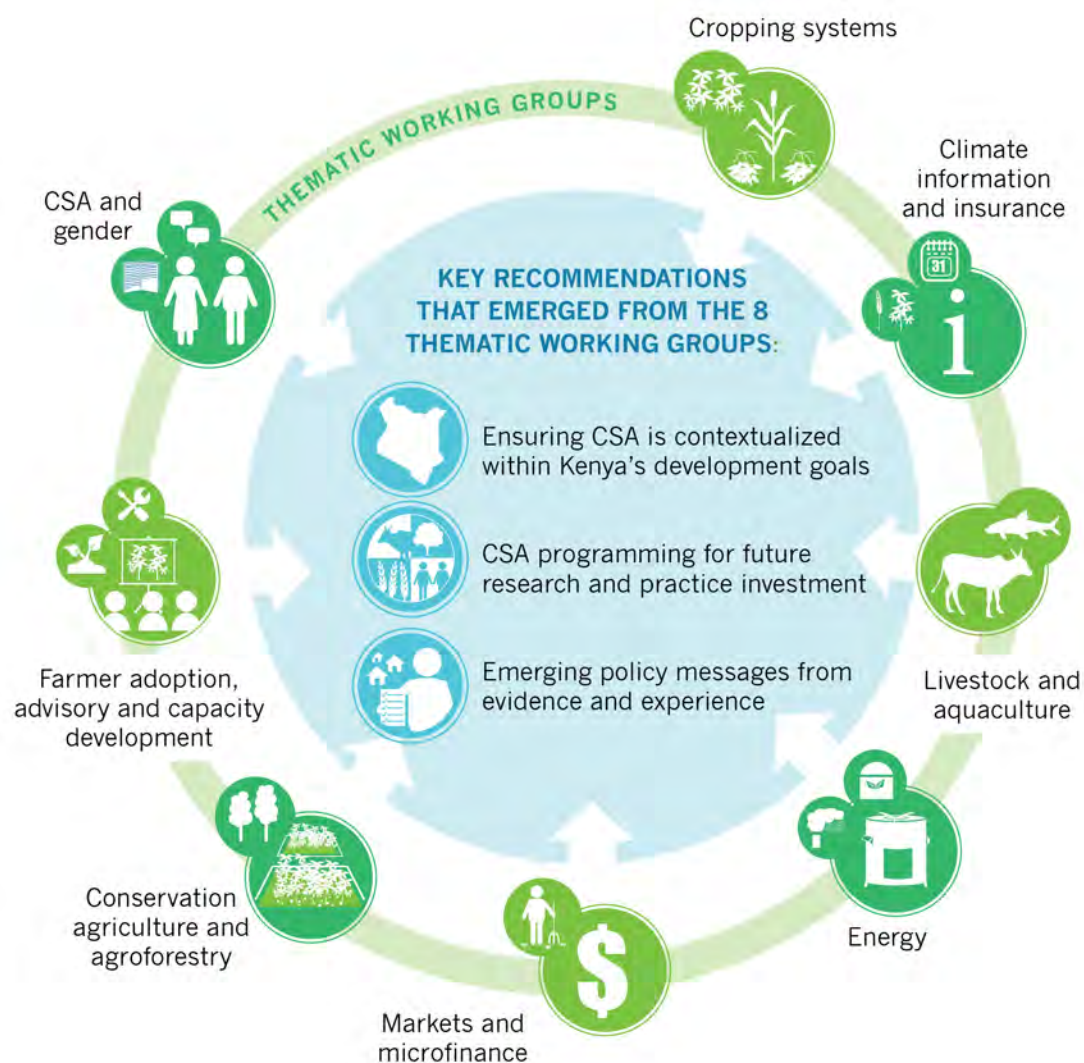 Cropping systems
THEMATIC WORKING GROUPS
Climate
information
and insurance
31
i
CSA and
gender
KEY RECOMMENDATIONS
THAT EMERGED FROM THE 8
THEMATIC WORKING GROUPS:
Ensuring CSA is contextualized
within Kenya's development goals
CSA programming for future
research and practice investment
Emerging policy messages from
evidence and experience
Farmer adoption,
advisory and capacity
development
Livestock and
aquaculture
Conservation
agriculture and
agroforestry
Energy
$
Markets and
microfinance